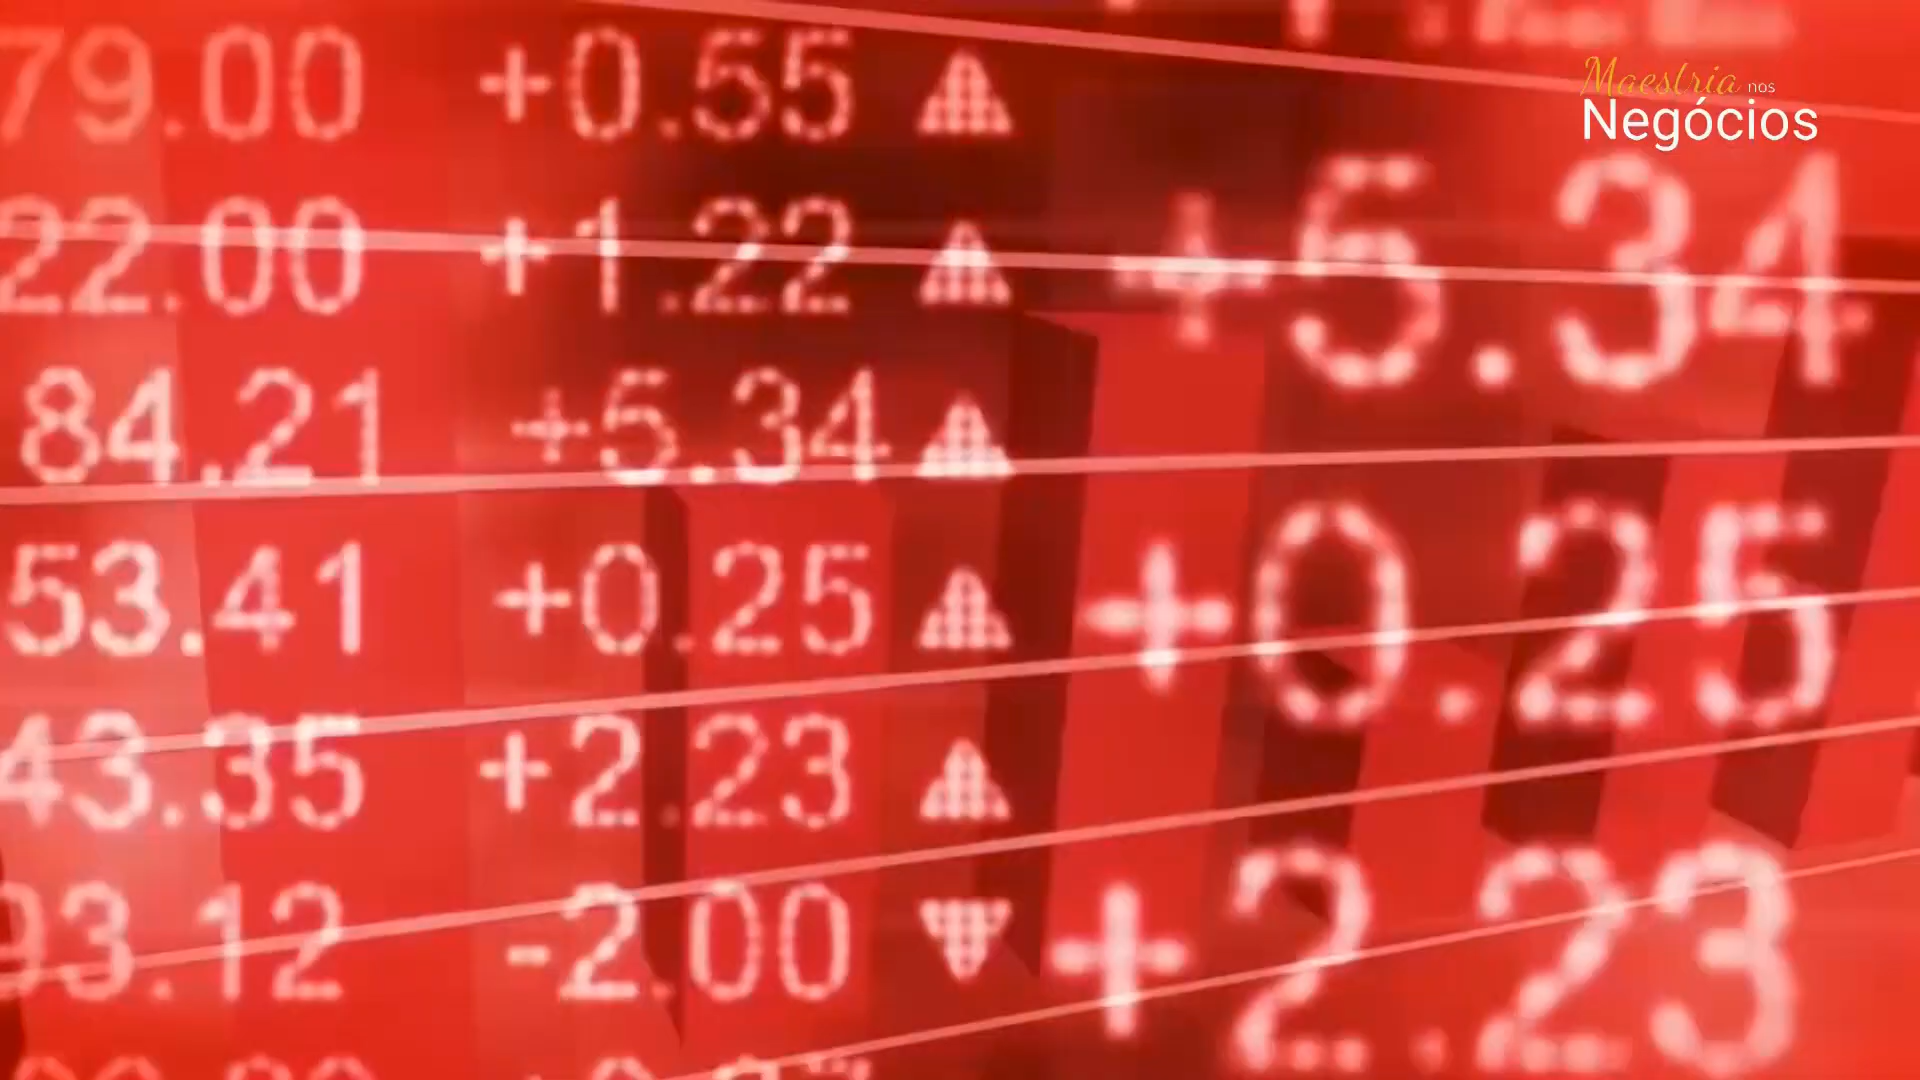 Maestria nos
Negócios
79.00 +0.55 ▲
22.00 +1.22 ▲
84.21 +5.34 ▲
53.41 +0.25 ▲
43.35 +2.23 ▲
93.12 -2.00 ▼
+5.34
+0.25
+2.23